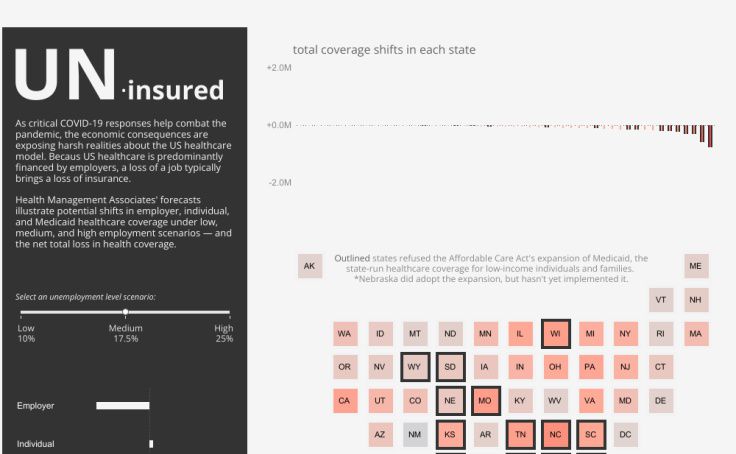 UN·insured
As critical COVID-19 responses help combat the
pandemic, the economic consequences are
exposing harsh realities about the US healthcare
model. Becaus US healthcare is predominantly
financed by employers, a loss of a job typically
brings a loss of insurance.
Health Management Associates' forecasts
illustrate potential shifts in employer, individual,
and Medicaid healthcare coverage under low,
medium, and high employment scenarios — and
the net total loss in health coverage.
Select an unemployment level scenario:
Low Medium High
10% 17.5% 25%
Employer
Individual
total coverage shifts in each state
+2.0M
+0.0M
-2.0M
AK Outlined states refused the Affordable Care Act's expansion of Medicaid, the ME
state-run healthcare coverage for low-income individuals and families.
*Nebraska did adopt the expansion, but hasn't yet implemented it.
VT NH
WA ID MT ND MN IL WI MI NY RI MA
OR NV WY SD IA IN OH PA NJ CT
CA UT CO NE MO KY WV VA MD DE
AZ NM KS AR TN NC SC DC